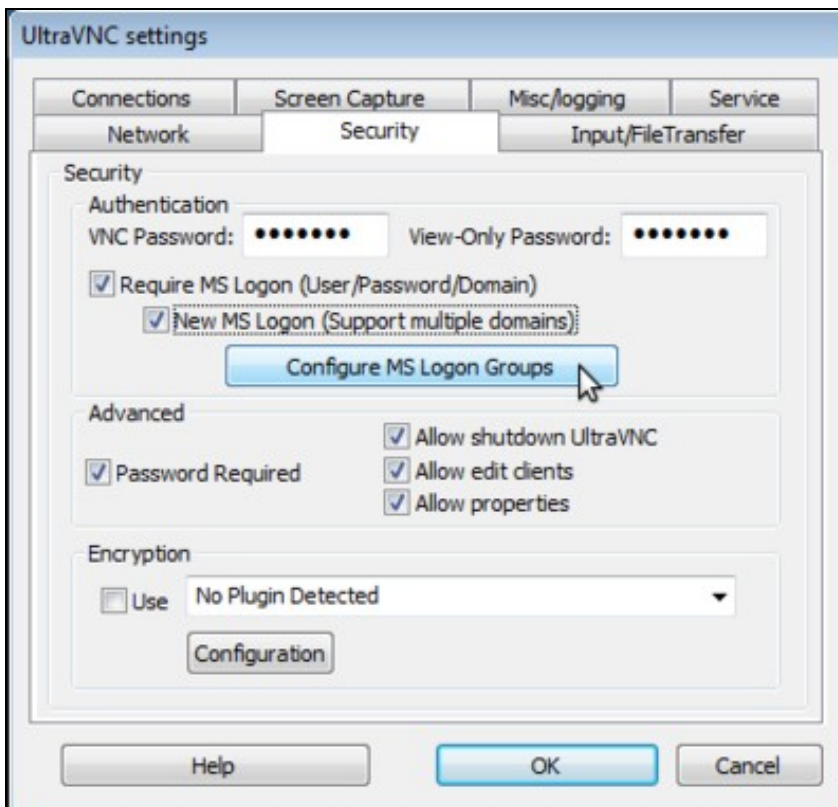 UltraVNC settings
Connections Screen Capture Misc/logging Service
Network Security Input/FileTransfer
Security
Authentication
VNC Password: ••••••• View-Only Password: •••••••
Require MS Logon (User/Password/Domain)
New MS Logon (Support multiple domains)
Configure MS Logon Groups
Advanced
Allow shutdown UltraVNC
Password Required Allow edit clients
Allow properties
Encryption
Use No Plugin Detected
Configuration
Help OK Cancel